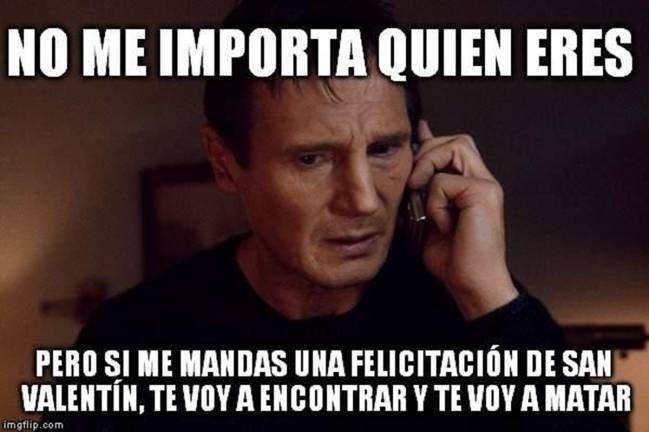 NO ME IMPORTA QUIEN ERES
PERO SI ME MANDAS UNA FELICITACIÓN DE SAN
VALENTÍN, TE VOY A ENCONTRAR Y TE VOY A MATAR
imgflip.com